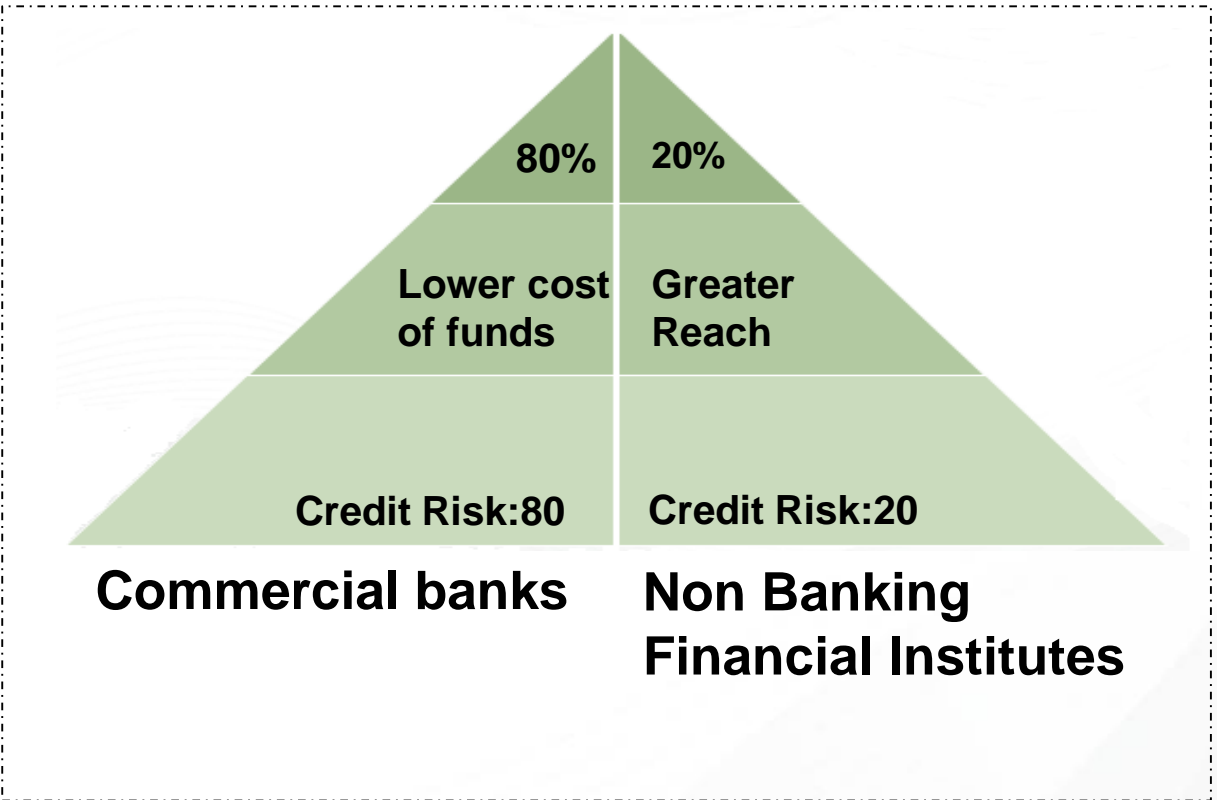 80%
20%
Lower cost
of funds
Greater
Reach
Credit Risk:80
Credit Risk:20
Commercial banks
Non Banking
Financial Institutes